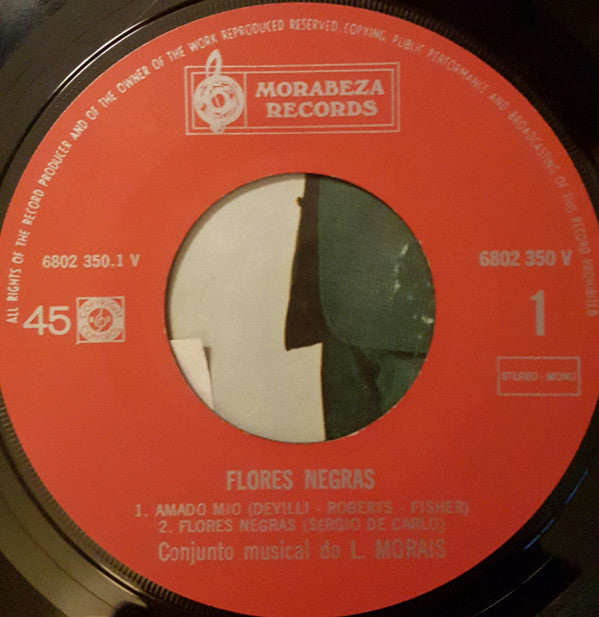 ALL RIGHTS OF THE RECORD PRODUCER AND OF THE OWNER OF THE WORK REPRODUCED RESERVED. COPYING, PUBLIC PERFORMANCE AND BROADCASTING OF THIS RECORD PROHIBITED
MORABEZA
RECORDS
6802 350.1 V
6802 350 V
45
1
STEREO - MONO
FLORES NEGRAS
1. AMADO MIO (DEVILLI - ROBERTS - FISHER)
2. FLORES NEGRAS (SERGIO DE CARLO)
Conjunto musical do L. MORAIS